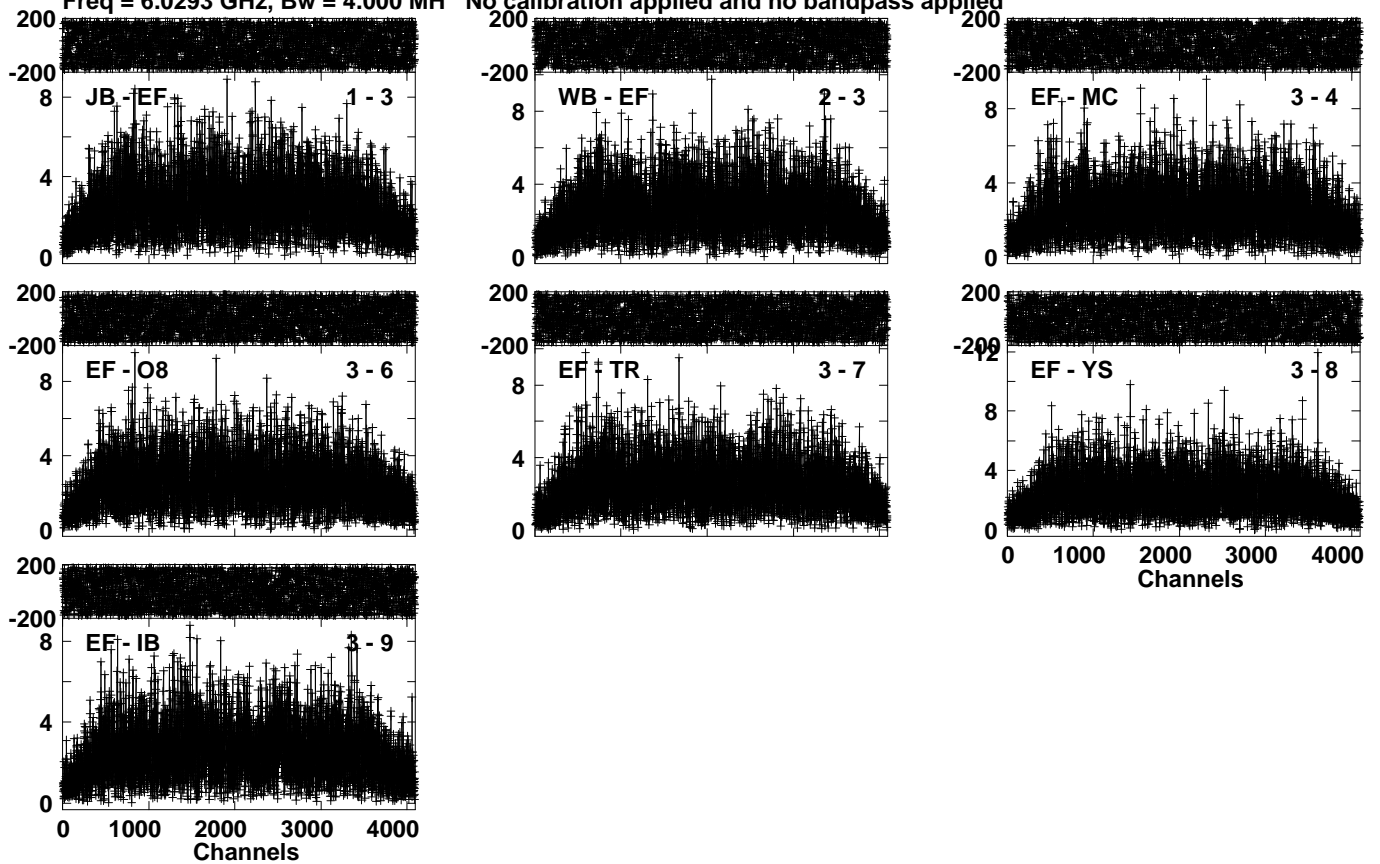 Freq = 6.0293 GHz, Bw = 4.000 MH No calibration applied and no bandpass applied
200
-200
8
4
0
JB - EF
1 - 3
200
-200
8
4
0
WB - EF
2 - 3
200
-200
8
4
0
EF - MC
3 - 4
200
-200
8
4
0
EF - O8
3 - 6
200
-200
8
4
0
EF - TR
3 - 7
200
-200
12
8
4
0
EF - YS
3 - 8
0 1000 2000 3000 4000
Channels
200
-200
8
4
0
EF - IB
3 - 9
0 1000 2000 3000 4000
Channels